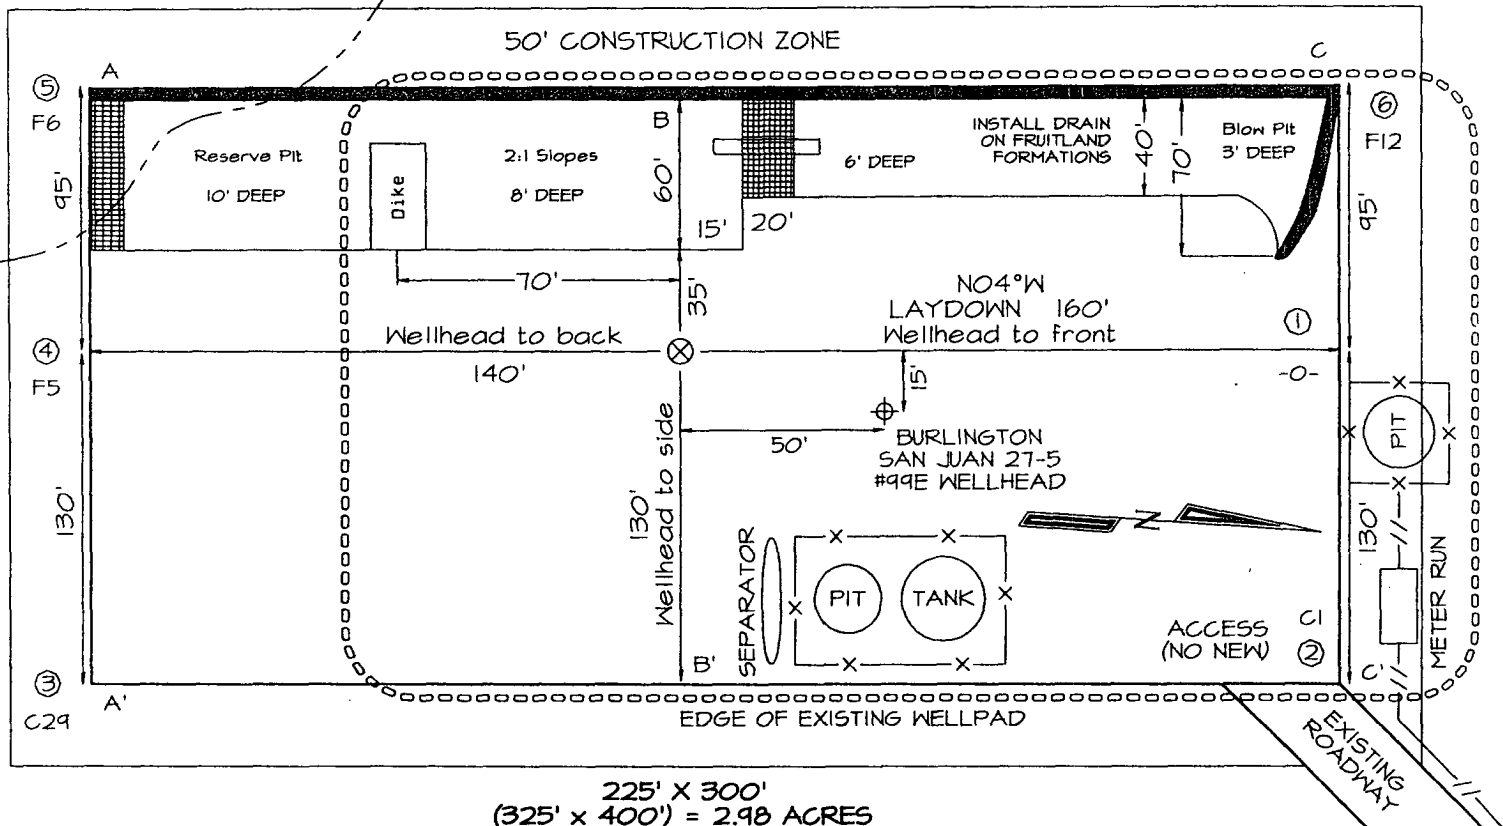 50' CONSTRUCTION ZONE
A
C
5
F6
6
F12
B
Reserve Pit
10' DEEP
Dike
2:1 Slopes
8' DEEP
60'
15'
20'
6' DEEP
INSTALL DRAIN
ON FRUITLAND
FORMATIONS
40'
70'
Blow Pit
3' DEEP
95'
95'
70'
35'
N04°W
LAYDOWN 160'
Wellhead to front
1
Wellhead to back
140'
4
F5
-0-
15'
50'
BURLINGTON
SAN JUAN 27-5
#99E WELLHEAD
PIT
130'
130'
Wellhead to side
N
130'
SEPARATOR
PIT
TANK
METER RUN
ACCESS
(NO NEW)
C1
2
3
C29
A'
B'
C'
EDGE OF EXISTING WELLPAD
EXISTING
ROADWAY
225' X 300'
(325' x 400') = 2.98 ACRES